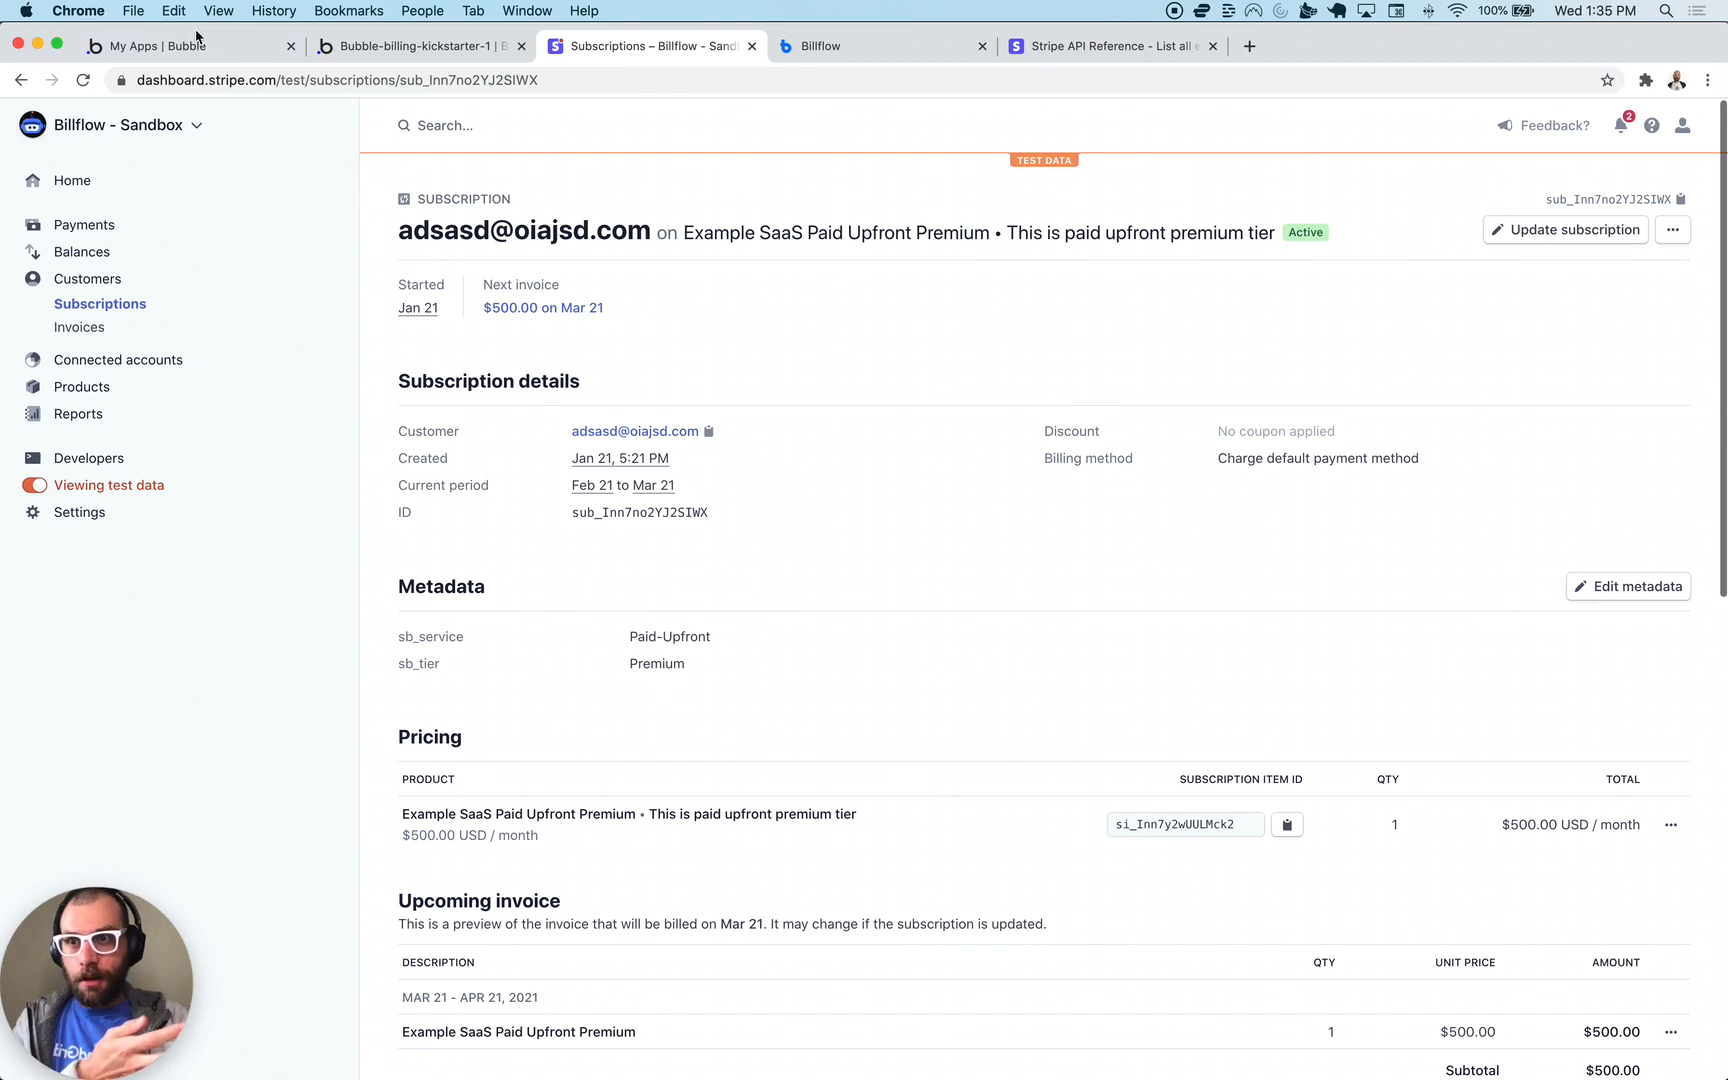 Chrome File Edit View History Bookmarks People Tab Window Help 100% Wed 1:35 PM
My Apps | Bubble Bubble-billing-kickstarter-1 | B Subscriptions – Billflow - Sand Billflow Stripe API Reference - List all e
dashboard.stripe.com/test/subscriptions/sub_Inn7no2YJ2SIWX
Billflow - Sandbox
Search...
Feedback?
2
TEST DATA
Home
Payments
Balances
Customers
Subscriptions
Invoices
Connected accounts
Products
Reports
Developers
Viewing test data
Settings
SUBSCRIPTION
sub_Inn7no2YJ2SIWX
adsasd@oiajsd.com on Example SaaS Paid Upfront Premium • This is paid upfront premium tier Active
Update subscription
Started
Jan 21
Next invoice
$500.00 on Mar 21
Subscription details
Customer adsasd@oiajsd.com
Created Jan 21, 5:21 PM
Current period Feb 21 to Mar 21
ID sub_Inn7no2YJ2SIWX
Discount No coupon applied
Billing method Charge default payment method
Metadata
Edit metadata
sb_service Paid-Upfront
sb_tier Premium
Pricing
PRODUCT SUBSCRIPTION ITEM ID QTY TOTAL
Example SaaS Paid Upfront Premium • This is paid upfront premium tier
$500.00 USD / month
si_Inn7y2wUULMck2 1 $500.00 USD / month
Upcoming invoice
This is a preview of the invoice that will be billed on Mar 21. It may change if the subscription is updated.
DESCRIPTION QTY UNIT PRICE AMOUNT
MAR 21 - APR 21, 2021
Example SaaS Paid Upfront Premium 1 $500.00 $500.00
Subtotal $500.00